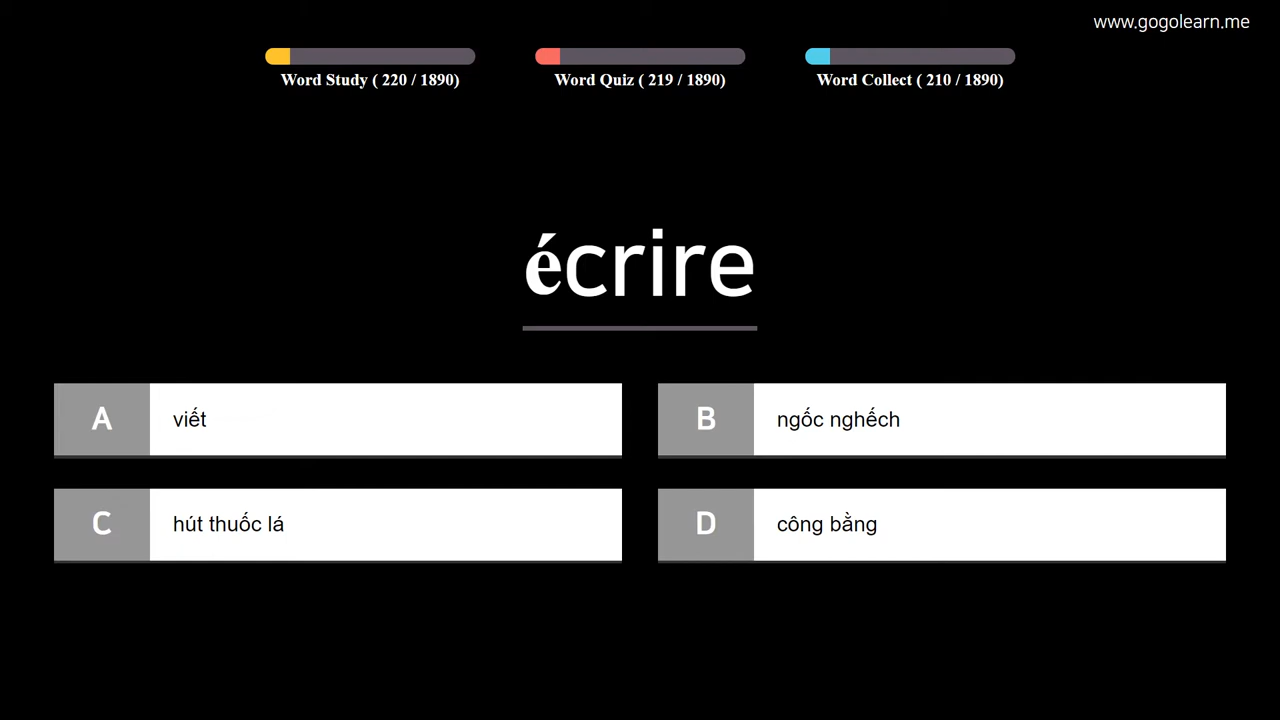 www.gogolearn.me
Word Study ( 220 / 1890)
Word Quiz ( 219 / 1890)
Word Collect ( 210 / 1890)
écrire
A
viết
B
ngốc nghếch
C
hút thuốc lá
D
công bằng